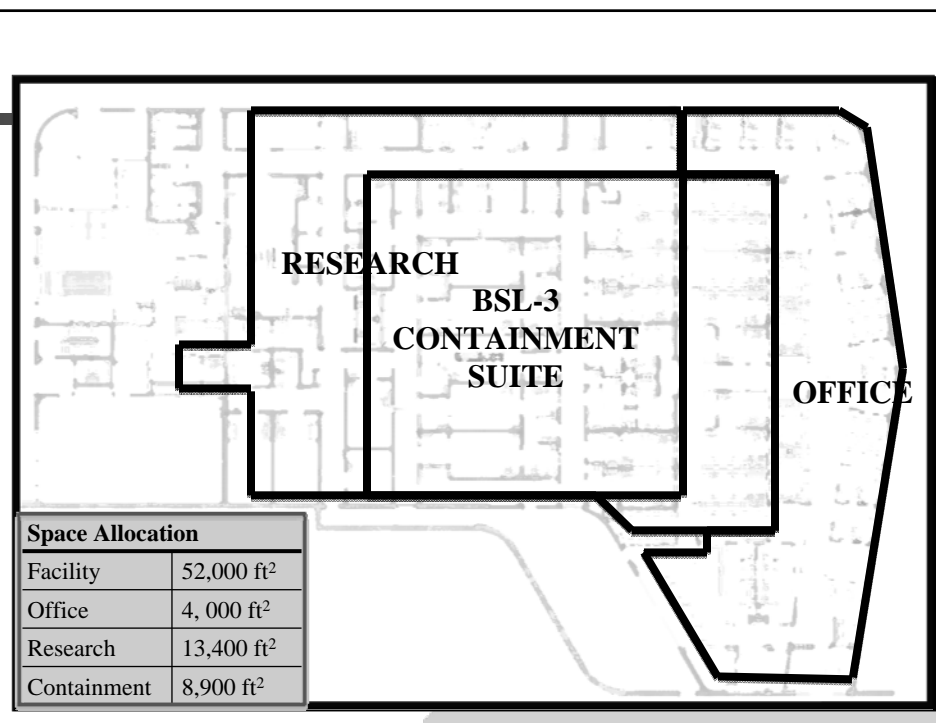 RESEARCH
BSL-3
CONTAINMENT
SUITE
OFFICE
Space Allocation
Facility 52,000 ft²
Office 4, 000 ft²
Research 13,400 ft²
Containment 8,900 ft²